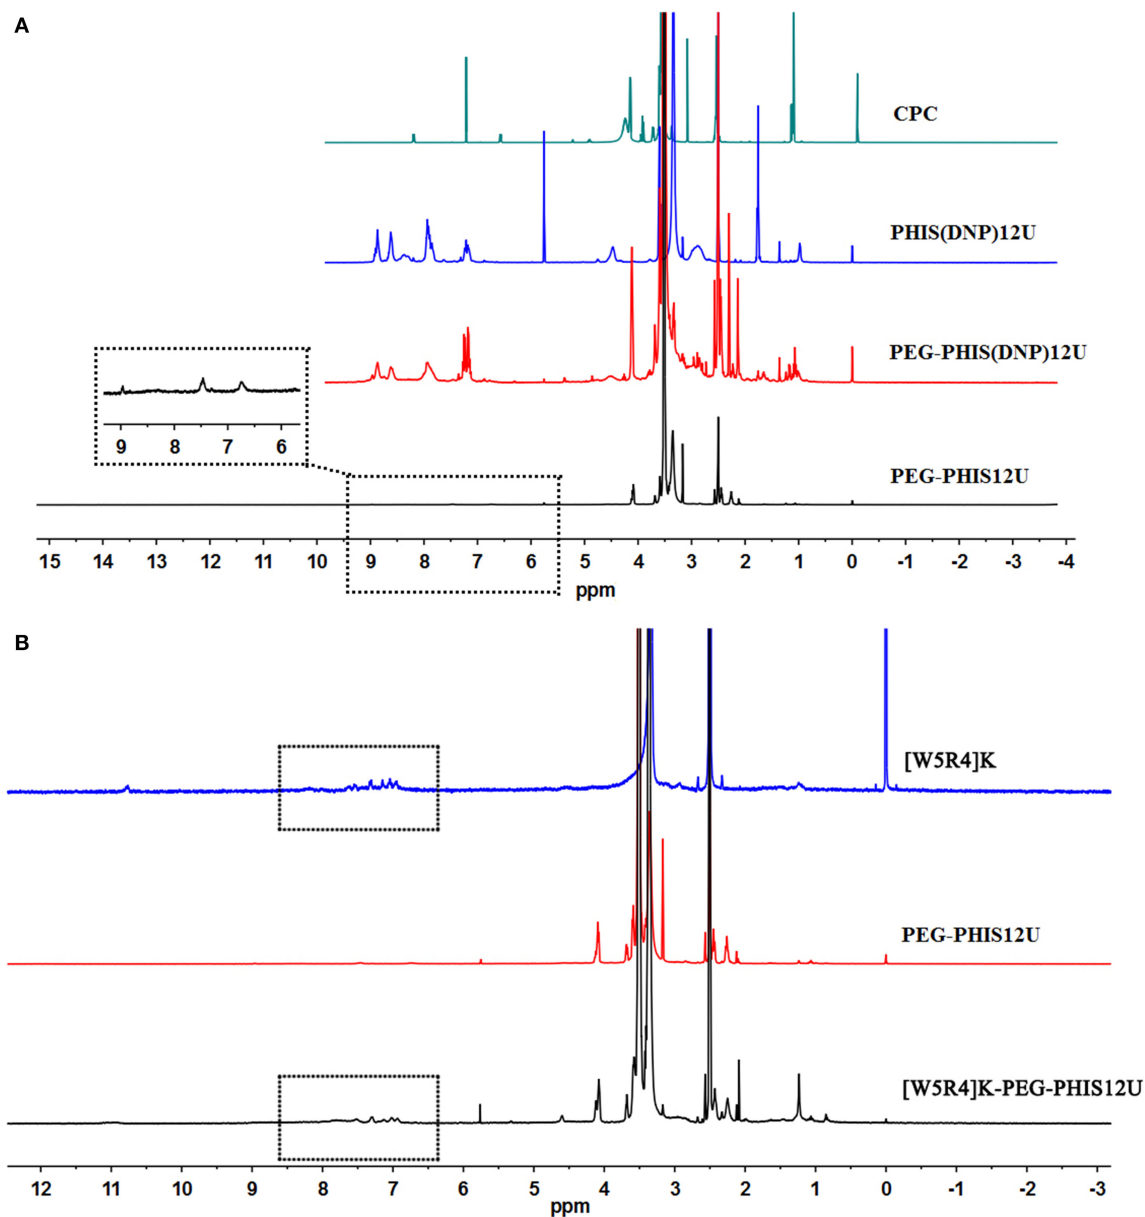 A
CPC
PHIS(DNP)12U
PEG-PHIS(DNP)12U
9 8 7 6
PEG-PHIS12U
15 14 13 12 11 10 9 8 7 6 5 4 3 2 1 0 -1 -2 -3 -4
ppm
B
[W5R4]K
PEG-PHIS12U
[W5R4]K-PEG-PHIS12U
12 11 10 9 8 7 6 5 4 3 2 1 0 -1 -2 -3
ppm